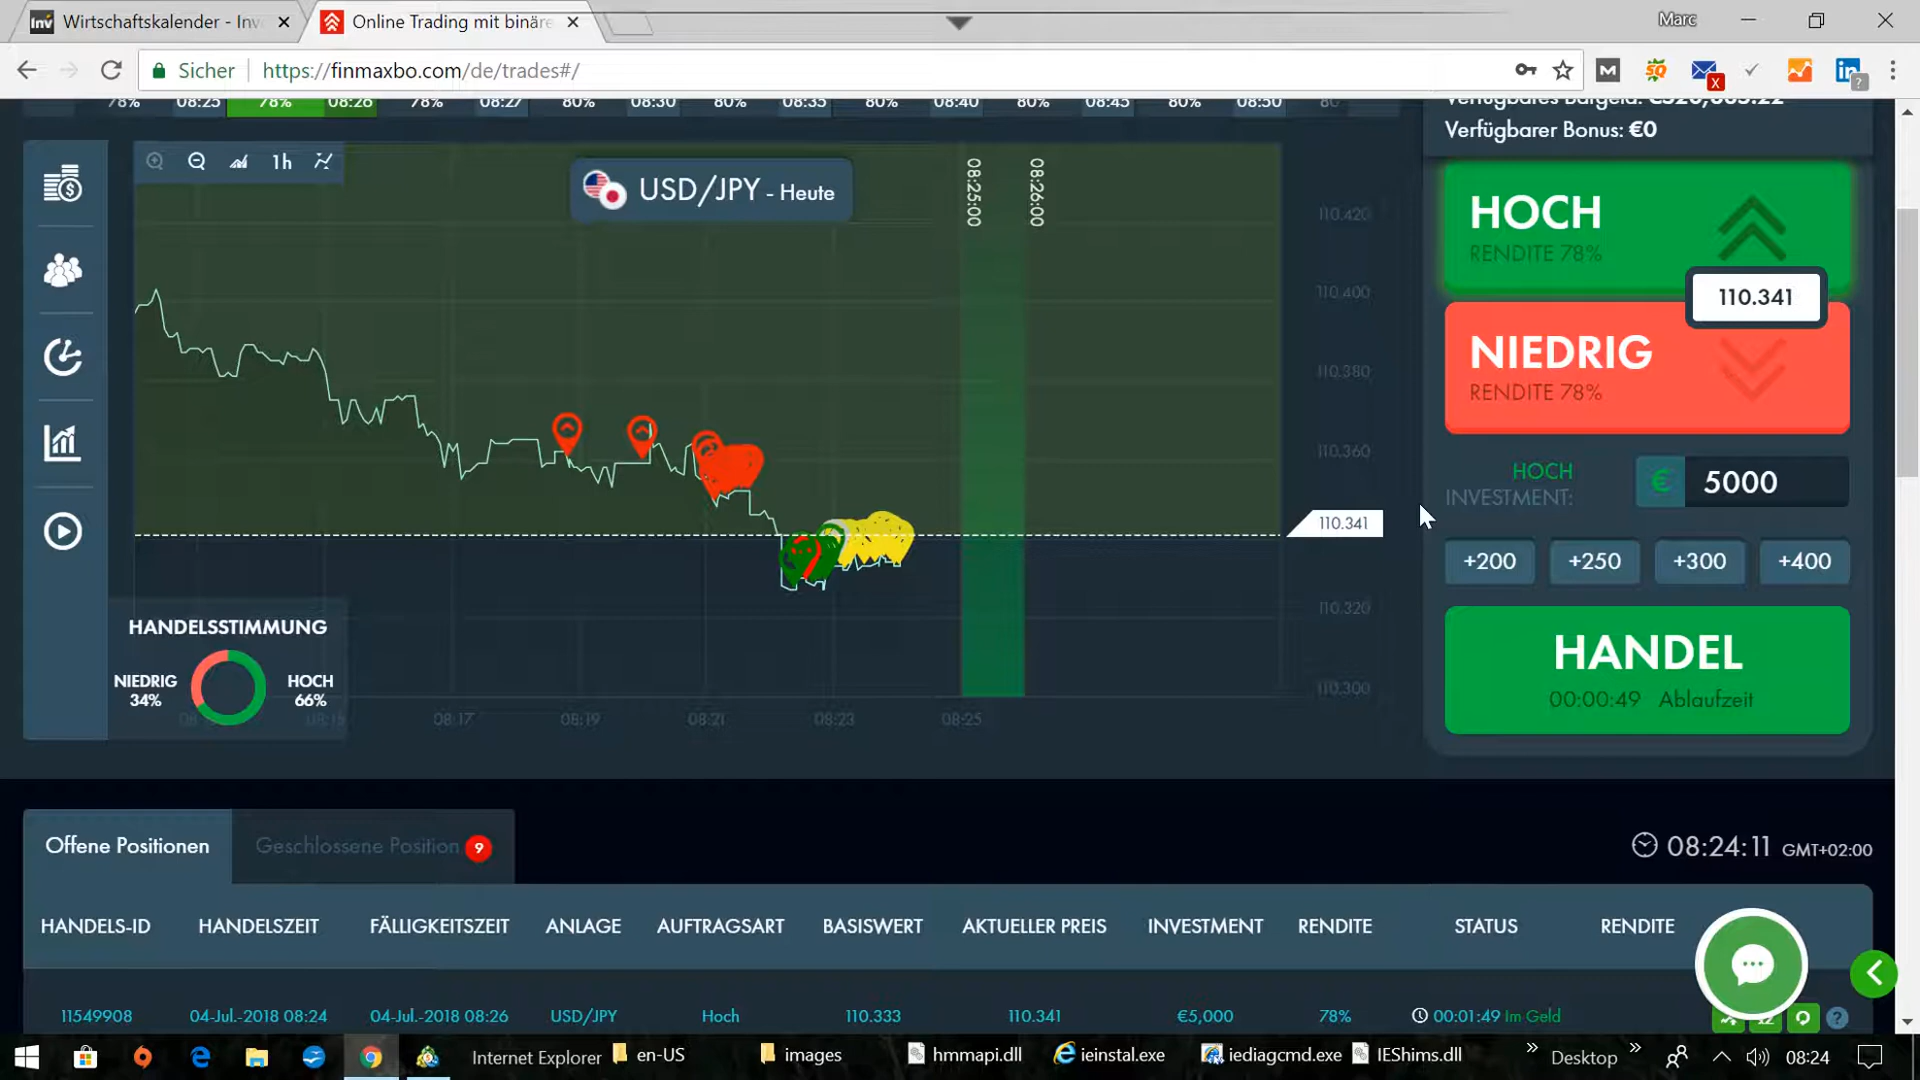 Wirtschaftskalender - Inv
Online Trading mit binäre
Marc
Sicher
https://finmaxbo.com/de/trades#/
78% 08:25 78% 08:26 78% 08:27 80% 08:30 80% 08:35 80% 08:40 80% 08:45 80% 08:50 80
Verfügbarer Bonus: €0
1h
USD/JPY - Heute
08:25:00
08:26:00
110.420
110.400
110.380
110.360
110.341
110.320
110.300
HOCH
RENDITE 78%
110.341
NIEDRIG
RENDITE 78%
HOCH
INVESTMENT:
€ 5000
+200 +250 +300 +400
HANDEL
00:00:49 Ablaufzeit
HANDELSSTIMMUNG
NIEDRIG
34%
HOCH
66%
08:15 08:17 08:19 08:21 08:23 08:25
Offene Positionen
Geschlossene Position 9
08:24:11 GMT+02:00
HANDELS-ID HANDELSZEIT FÄLLIGKEITSZEIT ANLAGE AUFTRAGSART BASISWERT AKTUELLER PREIS INVESTMENT RENDITE STATUS RENDITE
11549908 04-Jul.-2018 08:24 04-Jul.-2018 08:26 USD/JPY Hoch 110.333 110.341 €5,000 78% 00:01:49 Im Geld
Internet Explorer en-US images hmmapi.dll ieinstal.exe iediagcmd.exe IEShims.dll Desktop 08:24